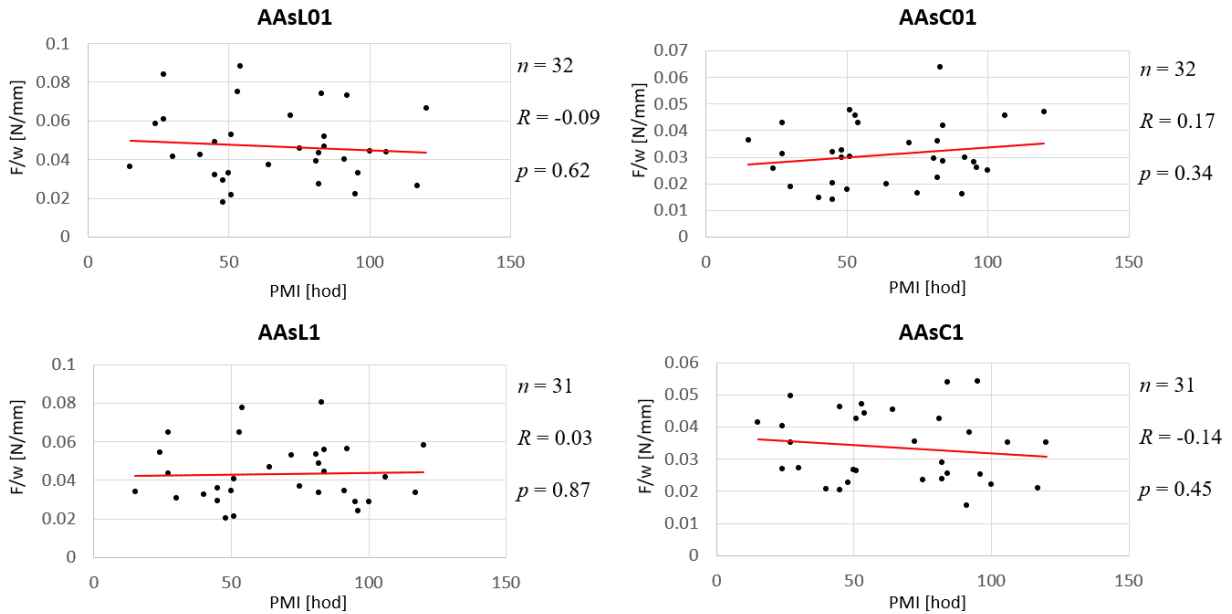 AAsL01
F/w [N/mm]
0.1
0.08
0.06
0.04
0.02
0
0 50 100 150
PMI [hod]
n = 32
R = -0.09
p = 0.62
AAsC01
F/w [N/mm]
0.07
0.06
0.05
0.04
0.03
0.02
0.01
0
0 50 100 150
PMI [hod]
n = 32
R = 0.17
p = 0.34
AAsL1
F/w [N/mm]
0.1
0.08
0.06
0.04
0.02
0
0 50 100 150
PMI [hod]
n = 31
R = 0.03
p = 0.87
AAsC1
F/w [N/mm]
0.06
0.05
0.04
0.03
0.02
0.01
0
0 50 100 150
PMI [hod]
n = 31
R = -0.14
p = 0.45